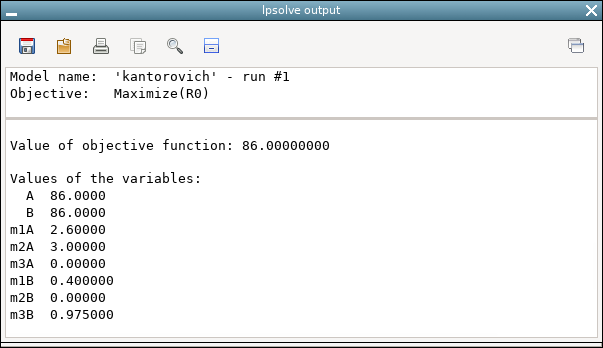 lpsolve output
Model name:  'kantorovich' - run #1
Objective:   Maximize(R0)
Value of objective function: 86.00000000
Values of the variables:
  A  86.0000
  B  86.0000
m1A  2.60000
m2A  3.00000
m3A  0.00000
m1B  0.400000
m2B  0.00000
m3B  0.975000